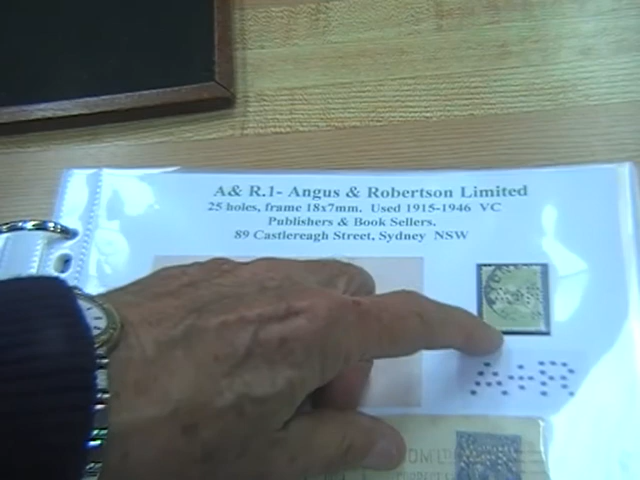 A& R.1- Angus & Robertson Limited
25 holes, frame 18x7mm. Used 1915-1946 VC
Publishers & Book Sellers.
89 Castlereagh Street, Sydney NSW
A+R